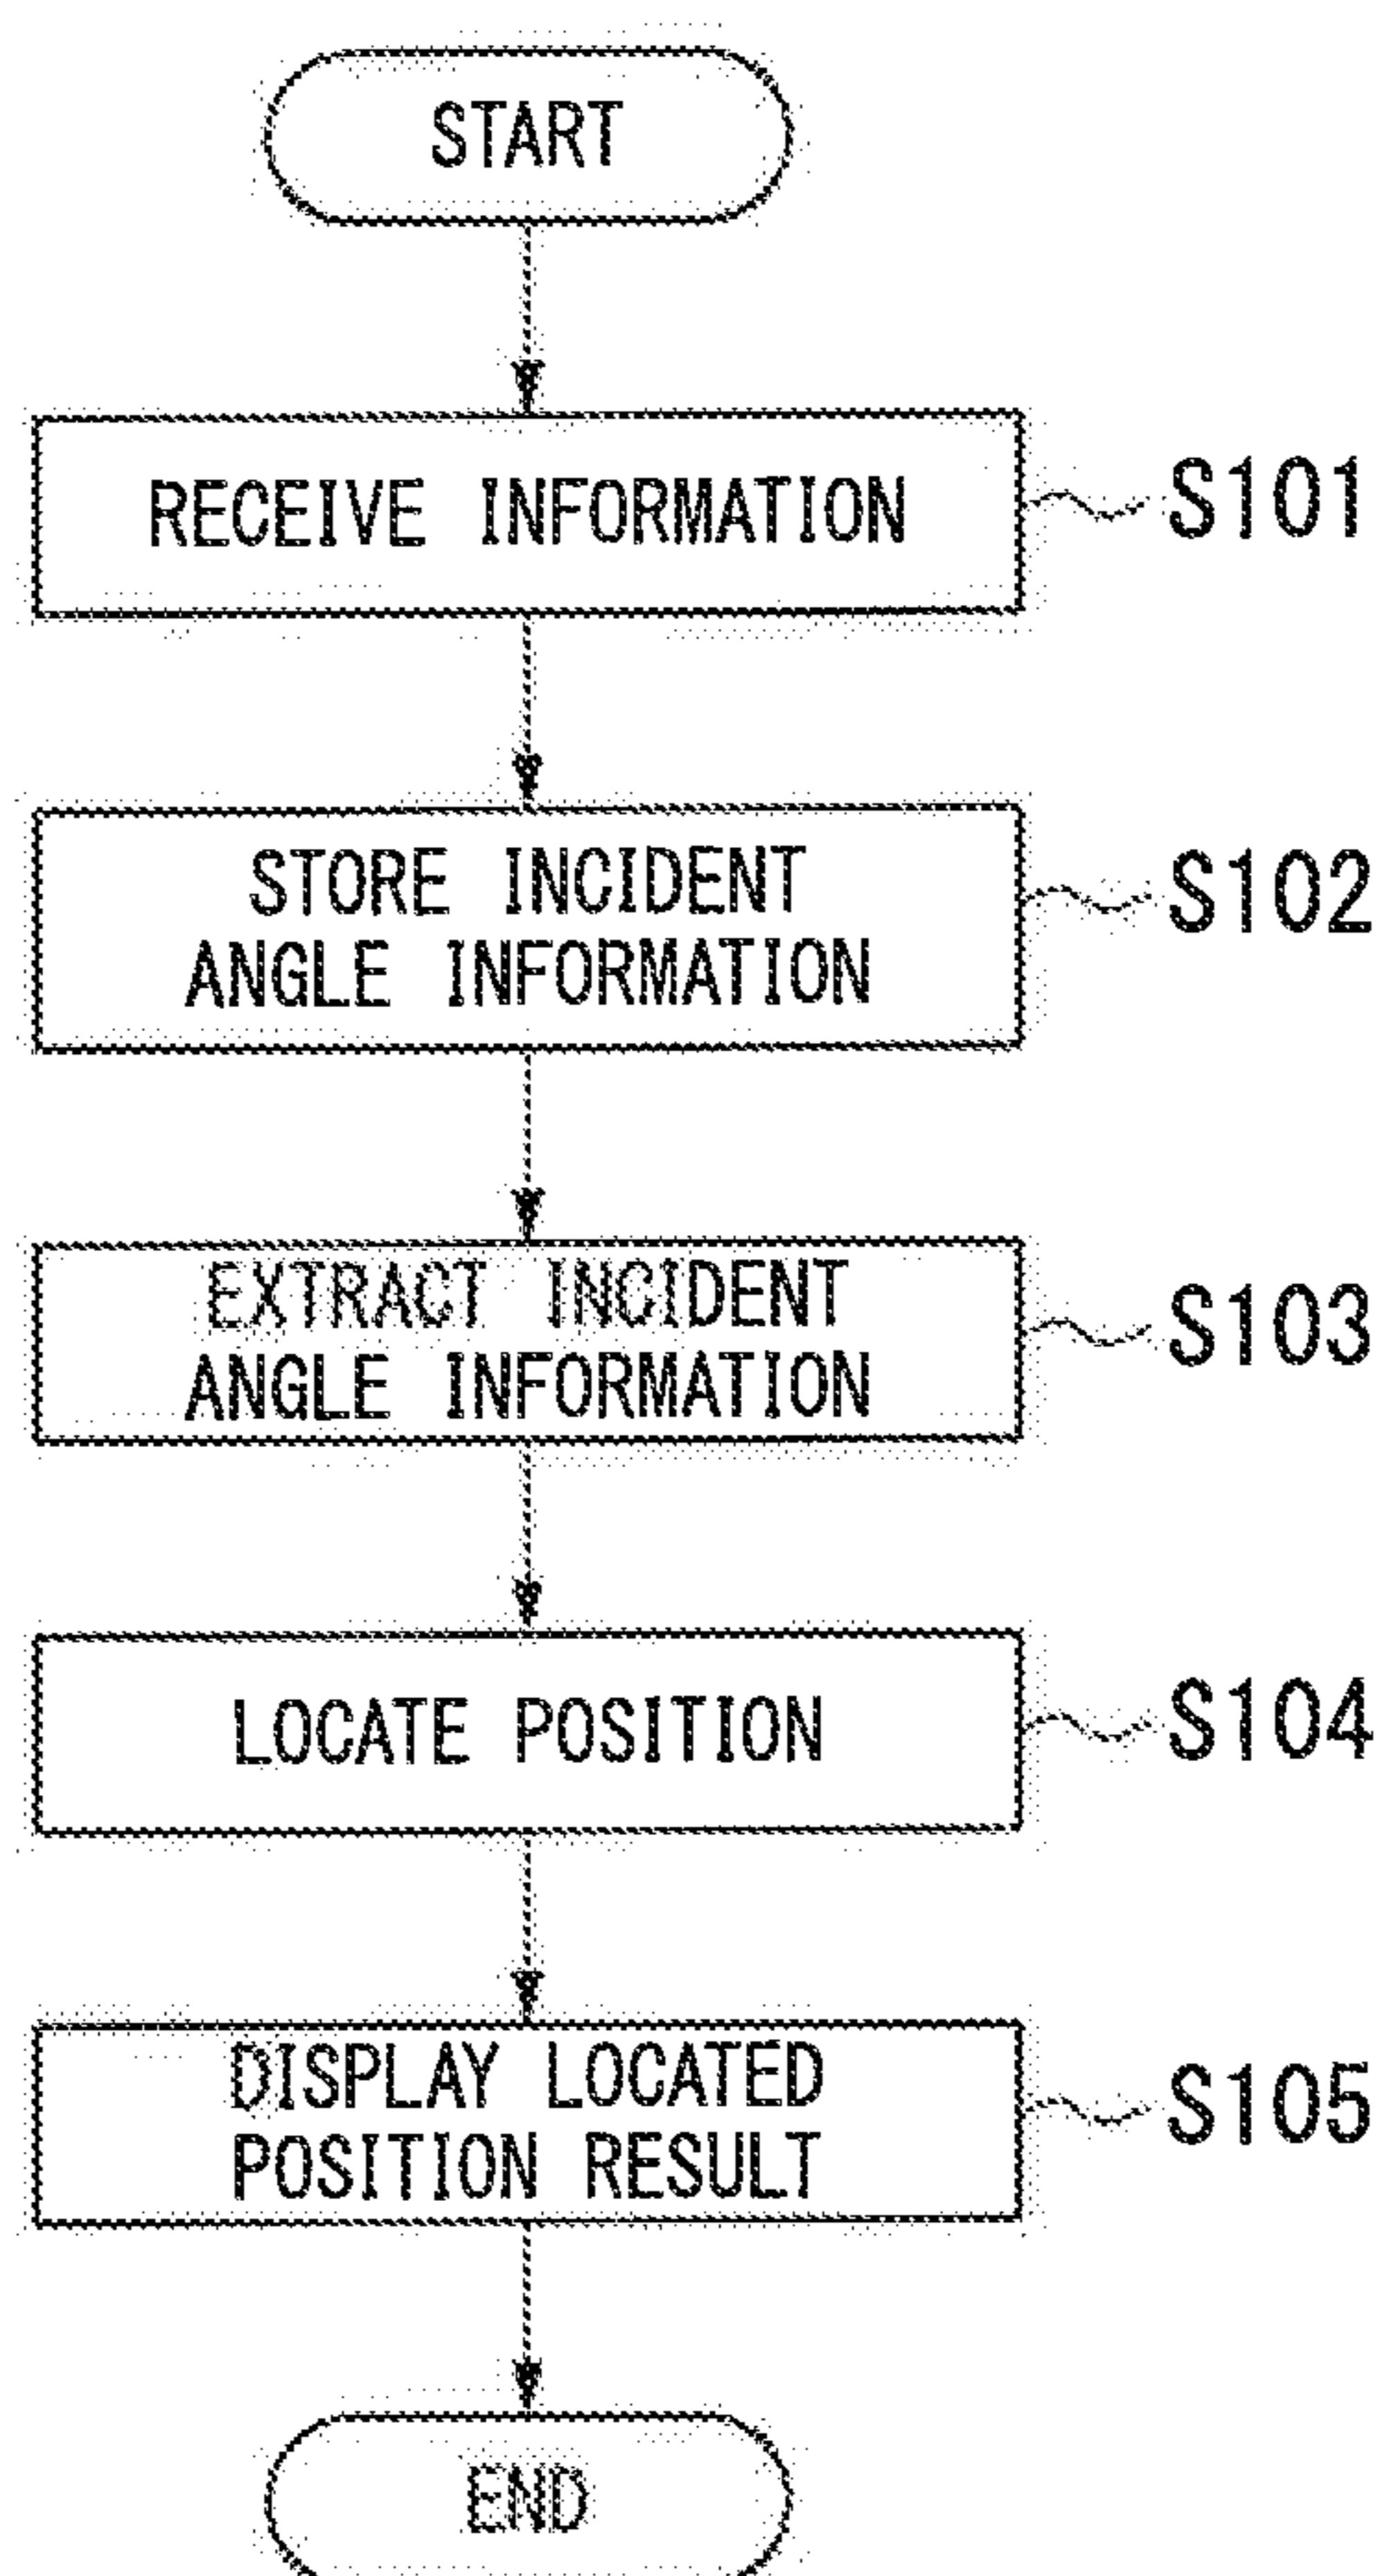 START
RECEIVE INFORMATION
S101
STORE INCIDENT
ANGLE INFORMATION
S102
EXTRACT INCIDENT
ANGLE INFORMATION
S103
LOCATE POSITION
S104
DISPLAY LOCATED
POSITION RESULT
S105
END